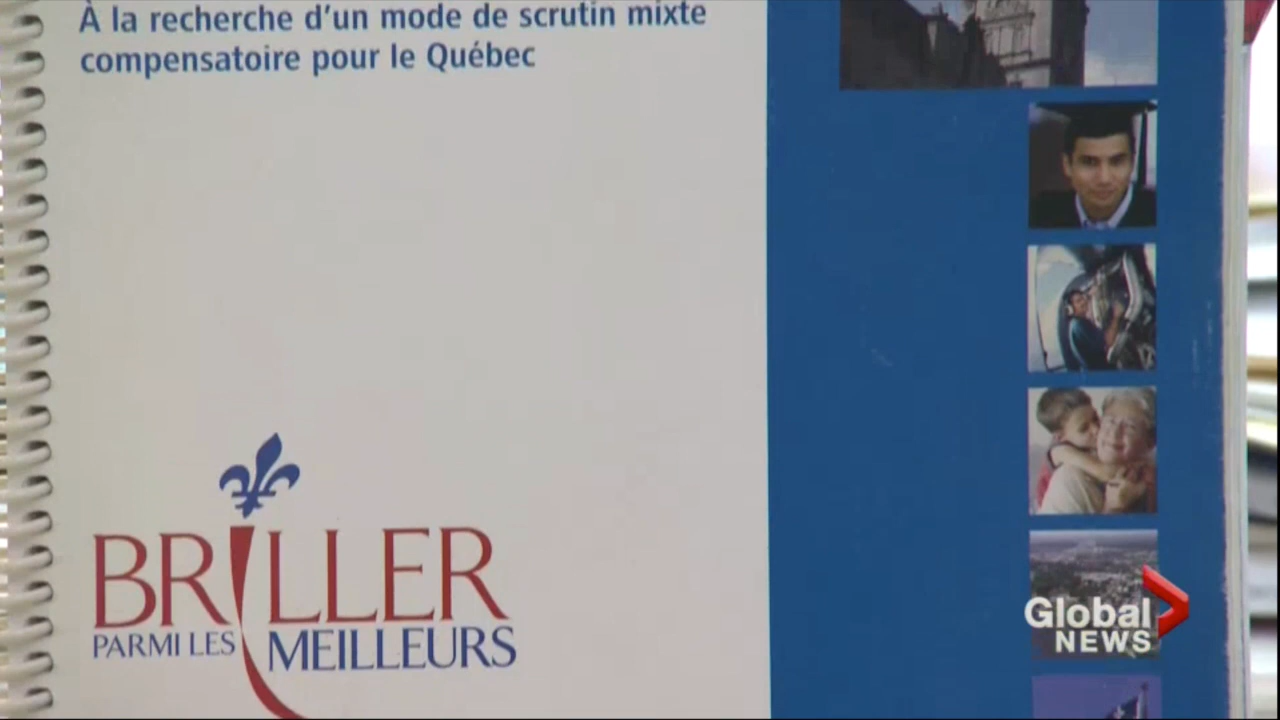 À la recherche d'un mode de scrutin mixte
compensatoire pour le Québec
BRILLER
PARMI LES MEILLEURS
Global
NEWS